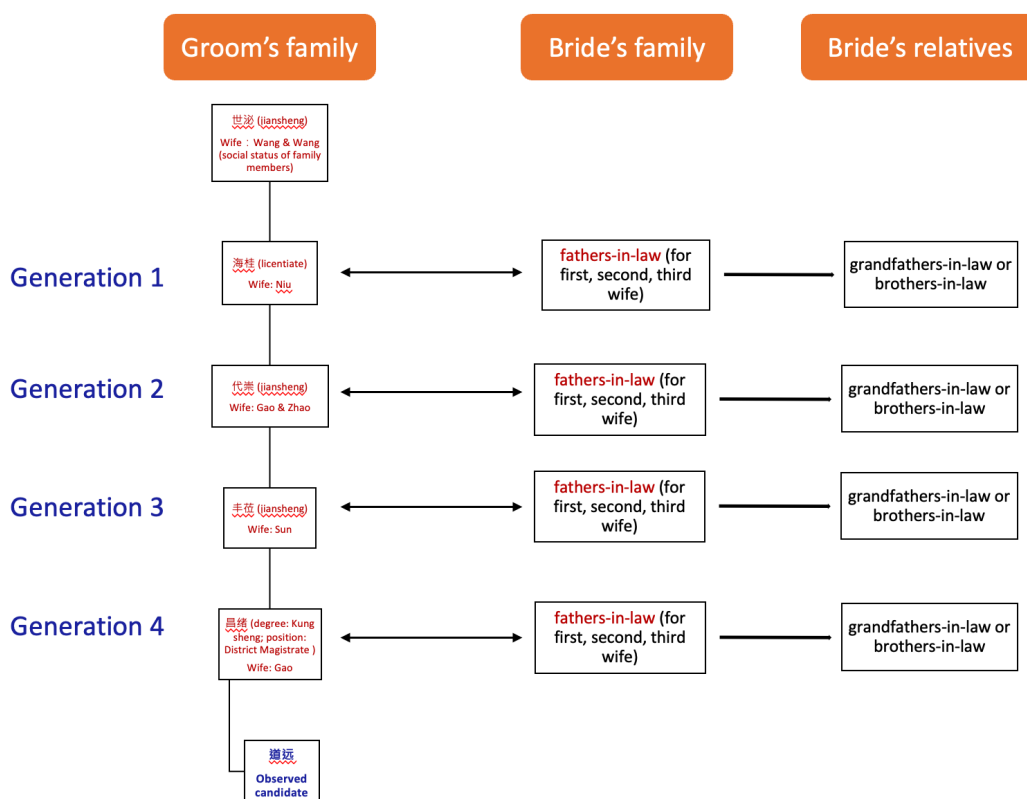 Groom's family
Bride's family
Bride's relatives
世泌 (jiansheng)
Wife：Wang & Wang
(social status of family
members)
Generation 1
海桂 (licentiate)
Wife: Niu
fathers-in-law (for
first, second, third
wife)
grandfathers-in-law or
brothers-in-law
Generation 2
代崇 (jiansheng)
Wife: Gao & Zhao
fathers-in-law (for
first, second, third
wife)
grandfathers-in-law or
brothers-in-law
Generation 3
丰莅 (jiansheng)
Wife: Sun
fathers-in-law (for
first, second, third
wife)
grandfathers-in-law or
brothers-in-law
Generation 4
昌绪 (degree: Kung
sheng; position:
District Magistrate )
Wife: Gao
fathers-in-law (for
first, second, third
wife)
grandfathers-in-law or
brothers-in-law
道远
Observed
candidate